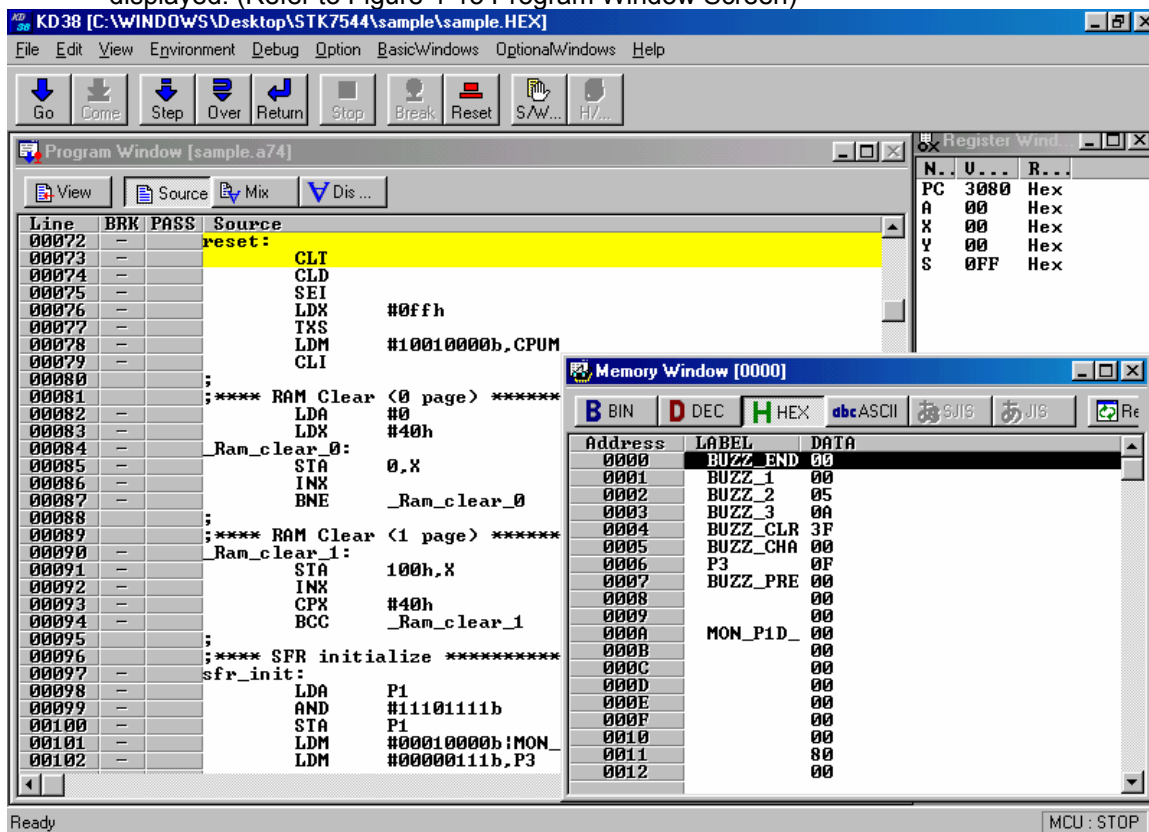 displayed. (Refer to Figure 1-18 Program Window Screen)
KD38 [C:\WINDOWS\Desktop\STK7544\sample\sample.HEX]
File Edit View Environment Debug Option BasicWindows OptionalWindows Help
Go Come Step Over Return Stop Break Reset S/W... H/...
Program Window [sample.a74]
View Source Mix Dis ...
Line BRK PASS Source
00072 – reset:
00073 – CLT
00074 – CLD
00075 – SEI
00076 – LDX #0ffh
00077 – TXS
00078 – LDM #10010000b,CPUM
00079 – CLI
00080 ;
00081 ;**** RAM Clear (0 page) ******
00082 – LDA #0
00083 – LDX #40h
00084 – _Ram_clear_0:
00085 – STA 0,X
00086 – INX
00087 – BNE _Ram_clear_0
00088 ;
00089 ;**** RAM Clear (1 page) ******
00090 – _Ram_clear_1:
00091 – STA 100h,X
00092 – INX
00093 – CPX #40h
00094 – BCC _Ram_clear_1
00095 ;
00096 ;**** SFR initialize **********
00097 – sfr_init:
00098 – LDA P1
00099 – AND #11101111b
00100 – STA P1
00101 – LDM #00010000b!MON_
00102 – LDM #00000111b,P3
Register Wind...
N.. V... R...
PC 3080 Hex
A 00 Hex
X 00 Hex
Y 00 Hex
S 0FF Hex
Memory Window [0000]
B BIN D DEC H HEX abc ASCII あ SJIS あ JIS Re
Address LABEL DATA
0000 BUZZ_END 00
0001 BUZZ_1 00
0002 BUZZ_2 05
0003 BUZZ_3 0A
0004 BUZZ_CLR 3F
0005 BUZZ_CHA 00
0006 P3 0F
0007 BUZZ_PRE 00
0008 00
0009 00
000A MON_P1D_ 00
000B 00
000C 00
000D 00
000E 00
000F 00
0010 00
0011 80
0012 00
Ready
MCU : STOP